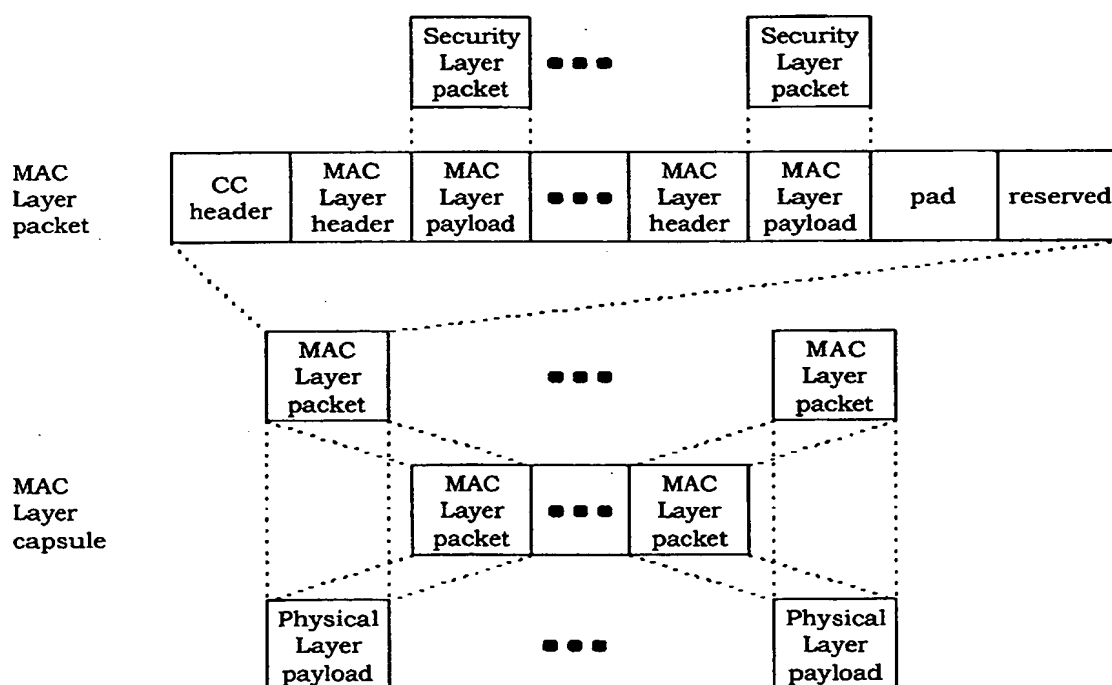 Security
Layer
packet
Security
Layer
packet
MAC
Layer
packet
CC
header
MAC
Layer
header
MAC
Layer
payload
MAC
Layer
header
MAC
Layer
payload
pad
reserved
MAC
Layer
packet
MAC
Layer
packet
MAC
Layer
capsule
MAC
Layer
packet
MAC
Layer
packet
Physical
Layer
payload
Physical
Layer
payload